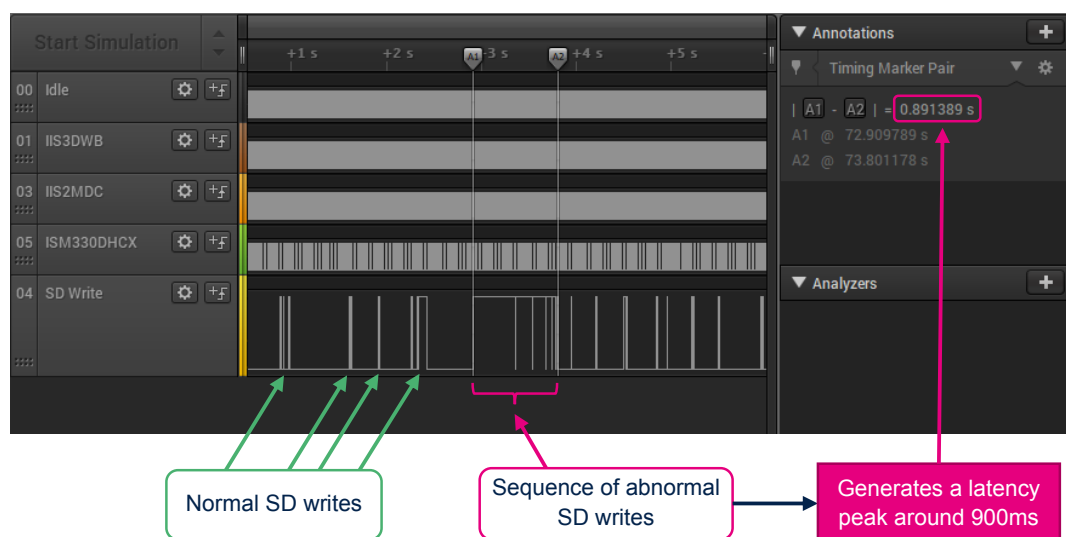 Start Simulation
+1 s
+2 s
A1
-3 s
A2
+4 s
+5 s
00 Idle
01 IIS3DWB
03 IIS2MDC
05 ISM330DHCX
04 SD Write
Annotations
Timing Marker Pair
| A1 - A2 | = 0.891389 s
A1 @ 72.909789 s
A2 @ 73.801178 s
Analyzers
Normal SD writes
Sequence of abnormal
SD writes
Generates a latency
peak around 900ms